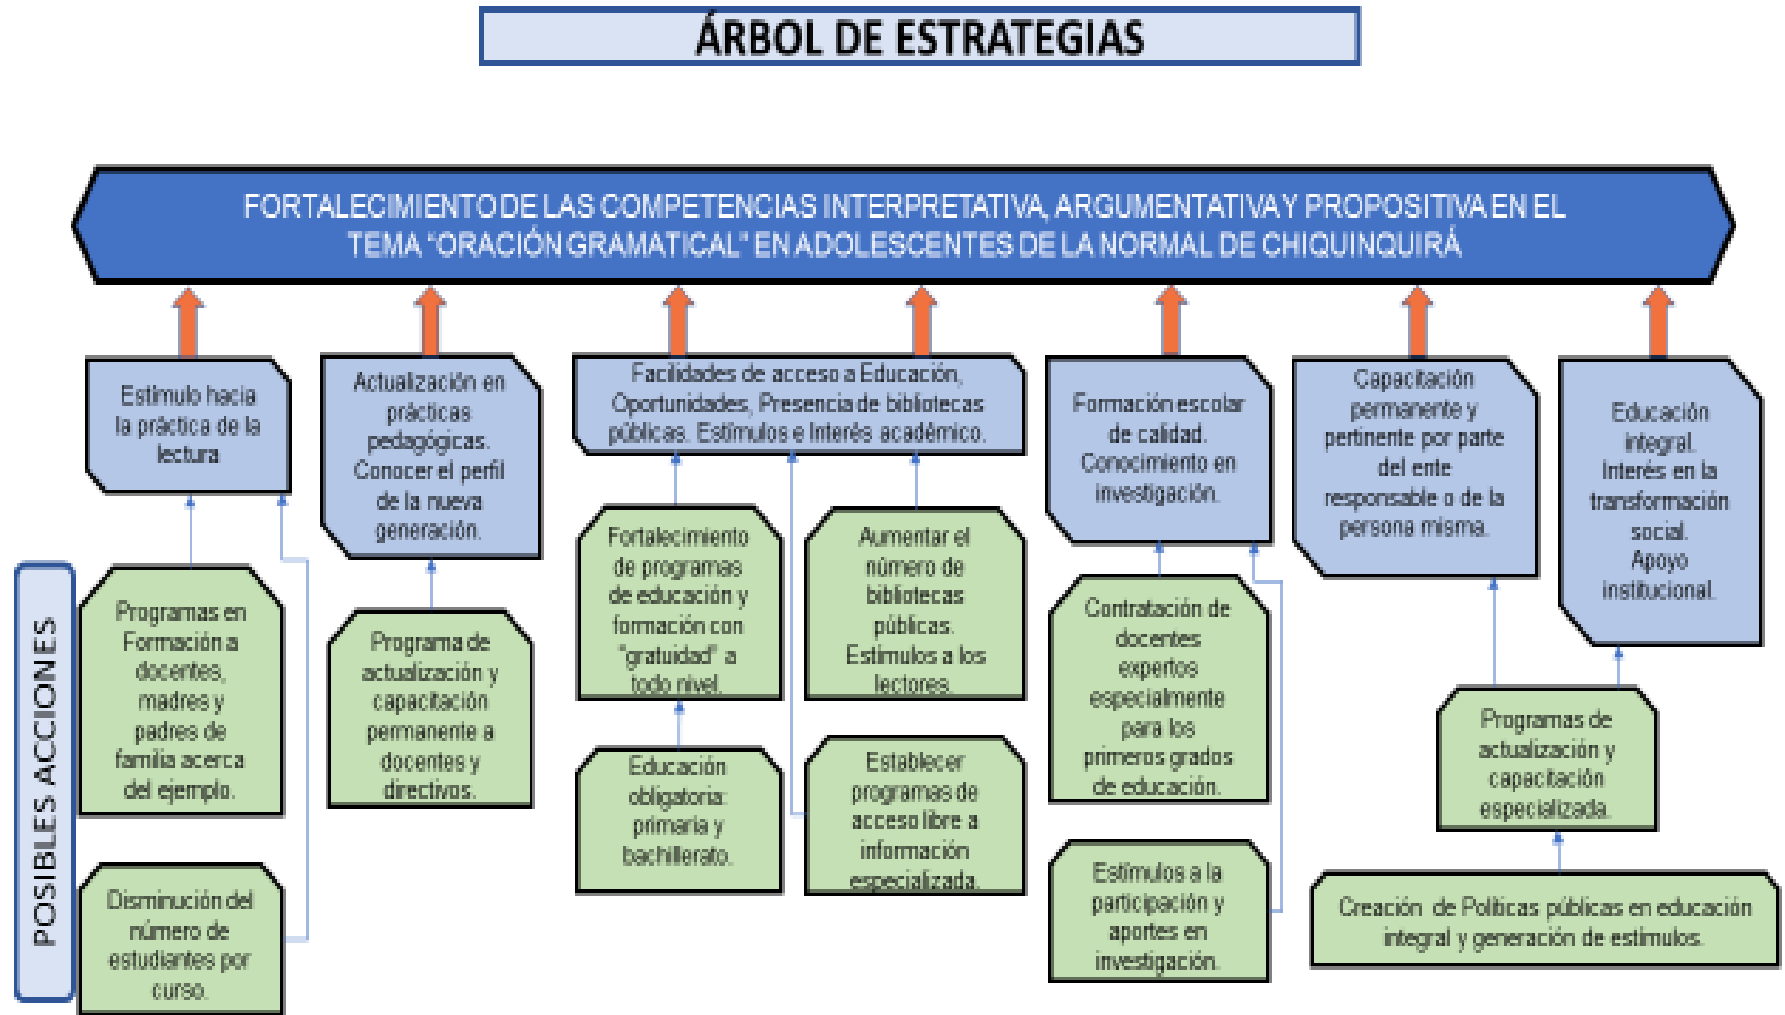 ÁRBOL DE ESTRATEGIAS
FORTALECIMIENTO DE LAS COMPETENCIAS INTERPRETATIVA, ARGUMENTATIVA Y PROPOSITIVA EN EL
TEMA "ORACIÓN GRAMATICAL" EN ADOLESCENTES DE LA NORMAL DE CHIQUINQUIRÁ
Estímulo hacia
la práctica de la
lectura
Actualización en
prácticas
pedagógicas.
Conocer el perfil
de la nueva
generación.
Facilidades de acceso a Educación,
Oportunidades, Presencia de bibliotecas
públicas. Estímulos e Interés académico.
Formación escolar
de calidad.
Conocimiento en
investigación.
Capacitación
permanente y
pertinente por parte
del ente
responsable o de la
persona misma.
Educación
integral.
Interés en la
transformación
social.
Apoyo
institucional.
POSIBLES ACCIONES
Programas en
Formación a
docentes,
madres y
padres de
familia acerca
del ejemplo.
Programa de
actualización y
capacitación
permanente a
docentes y
directivos.
Fortalecimiento
de programas
de educación y
formación con
"gratuidad" a
todo nivel.
Aumentar el
número de
bibliotecas
públicas.
Estímulos a los
lectores.
Contratación de
docentes
expertos
especialmente
para los
primeros grados
de educación.
Programas de
actualización y
capacitación
especializada.
Disminución del
número de
estudiantes por
curso.
Educación
obligatoria:
primaria y
bachillerato.
Establecer
programas de
acceso libre a
información
especializada.
Estímulos a la
participación y
aportes en
investigación.
Creación de Políticas públicas en educación
integral y generación de estímulos.